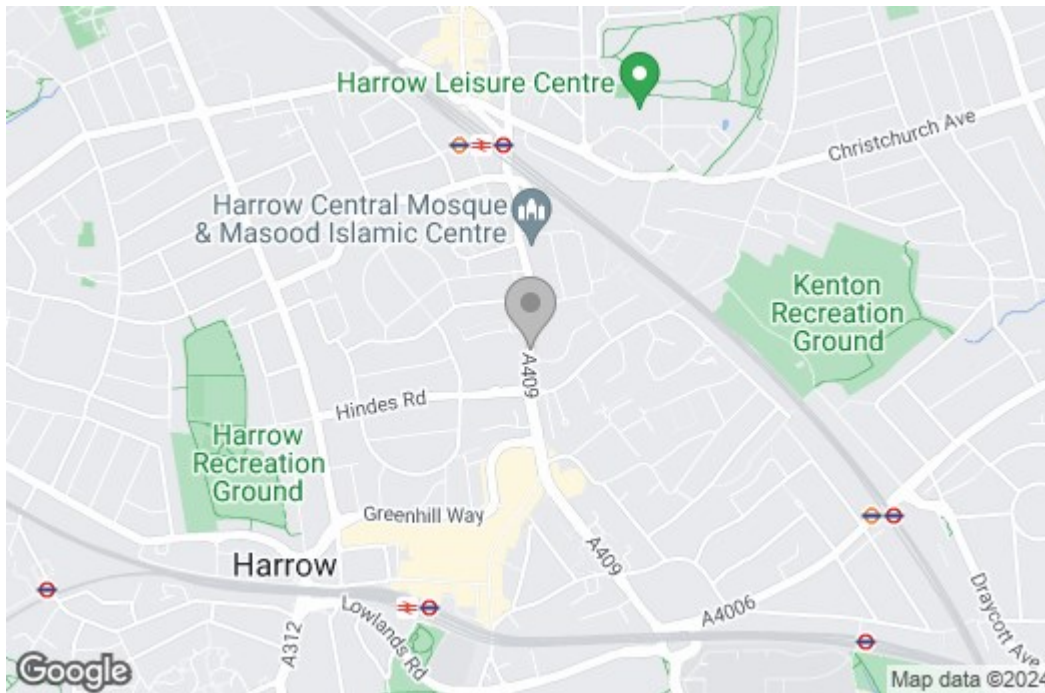 Harrow Leisure Centre
Christchurch Ave
Harrow Central Mosque
& Masood Islamic Centre
Kenton
Recreation
Ground
A409
Hindes Rd
Harrow
Recreation
Ground
Greenhill Way
A409
Harrow
Lowlands Rd
A312
A4006
Draycott Ave
Google
Map data ©2024